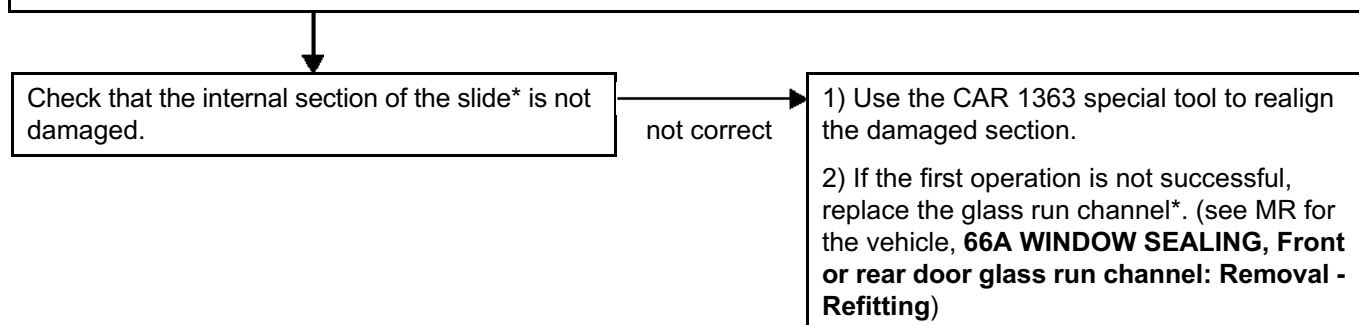 Check that the internal section of the slide* is not
damaged.
not correct
1) Use the CAR 1363 special tool to realign
the damaged section.
2) If the first operation is not successful,
replace the glass run channel*. (see MR for
the vehicle, 66A WINDOW SEALING, Front
or rear door glass run channel: Removal -
Refitting)